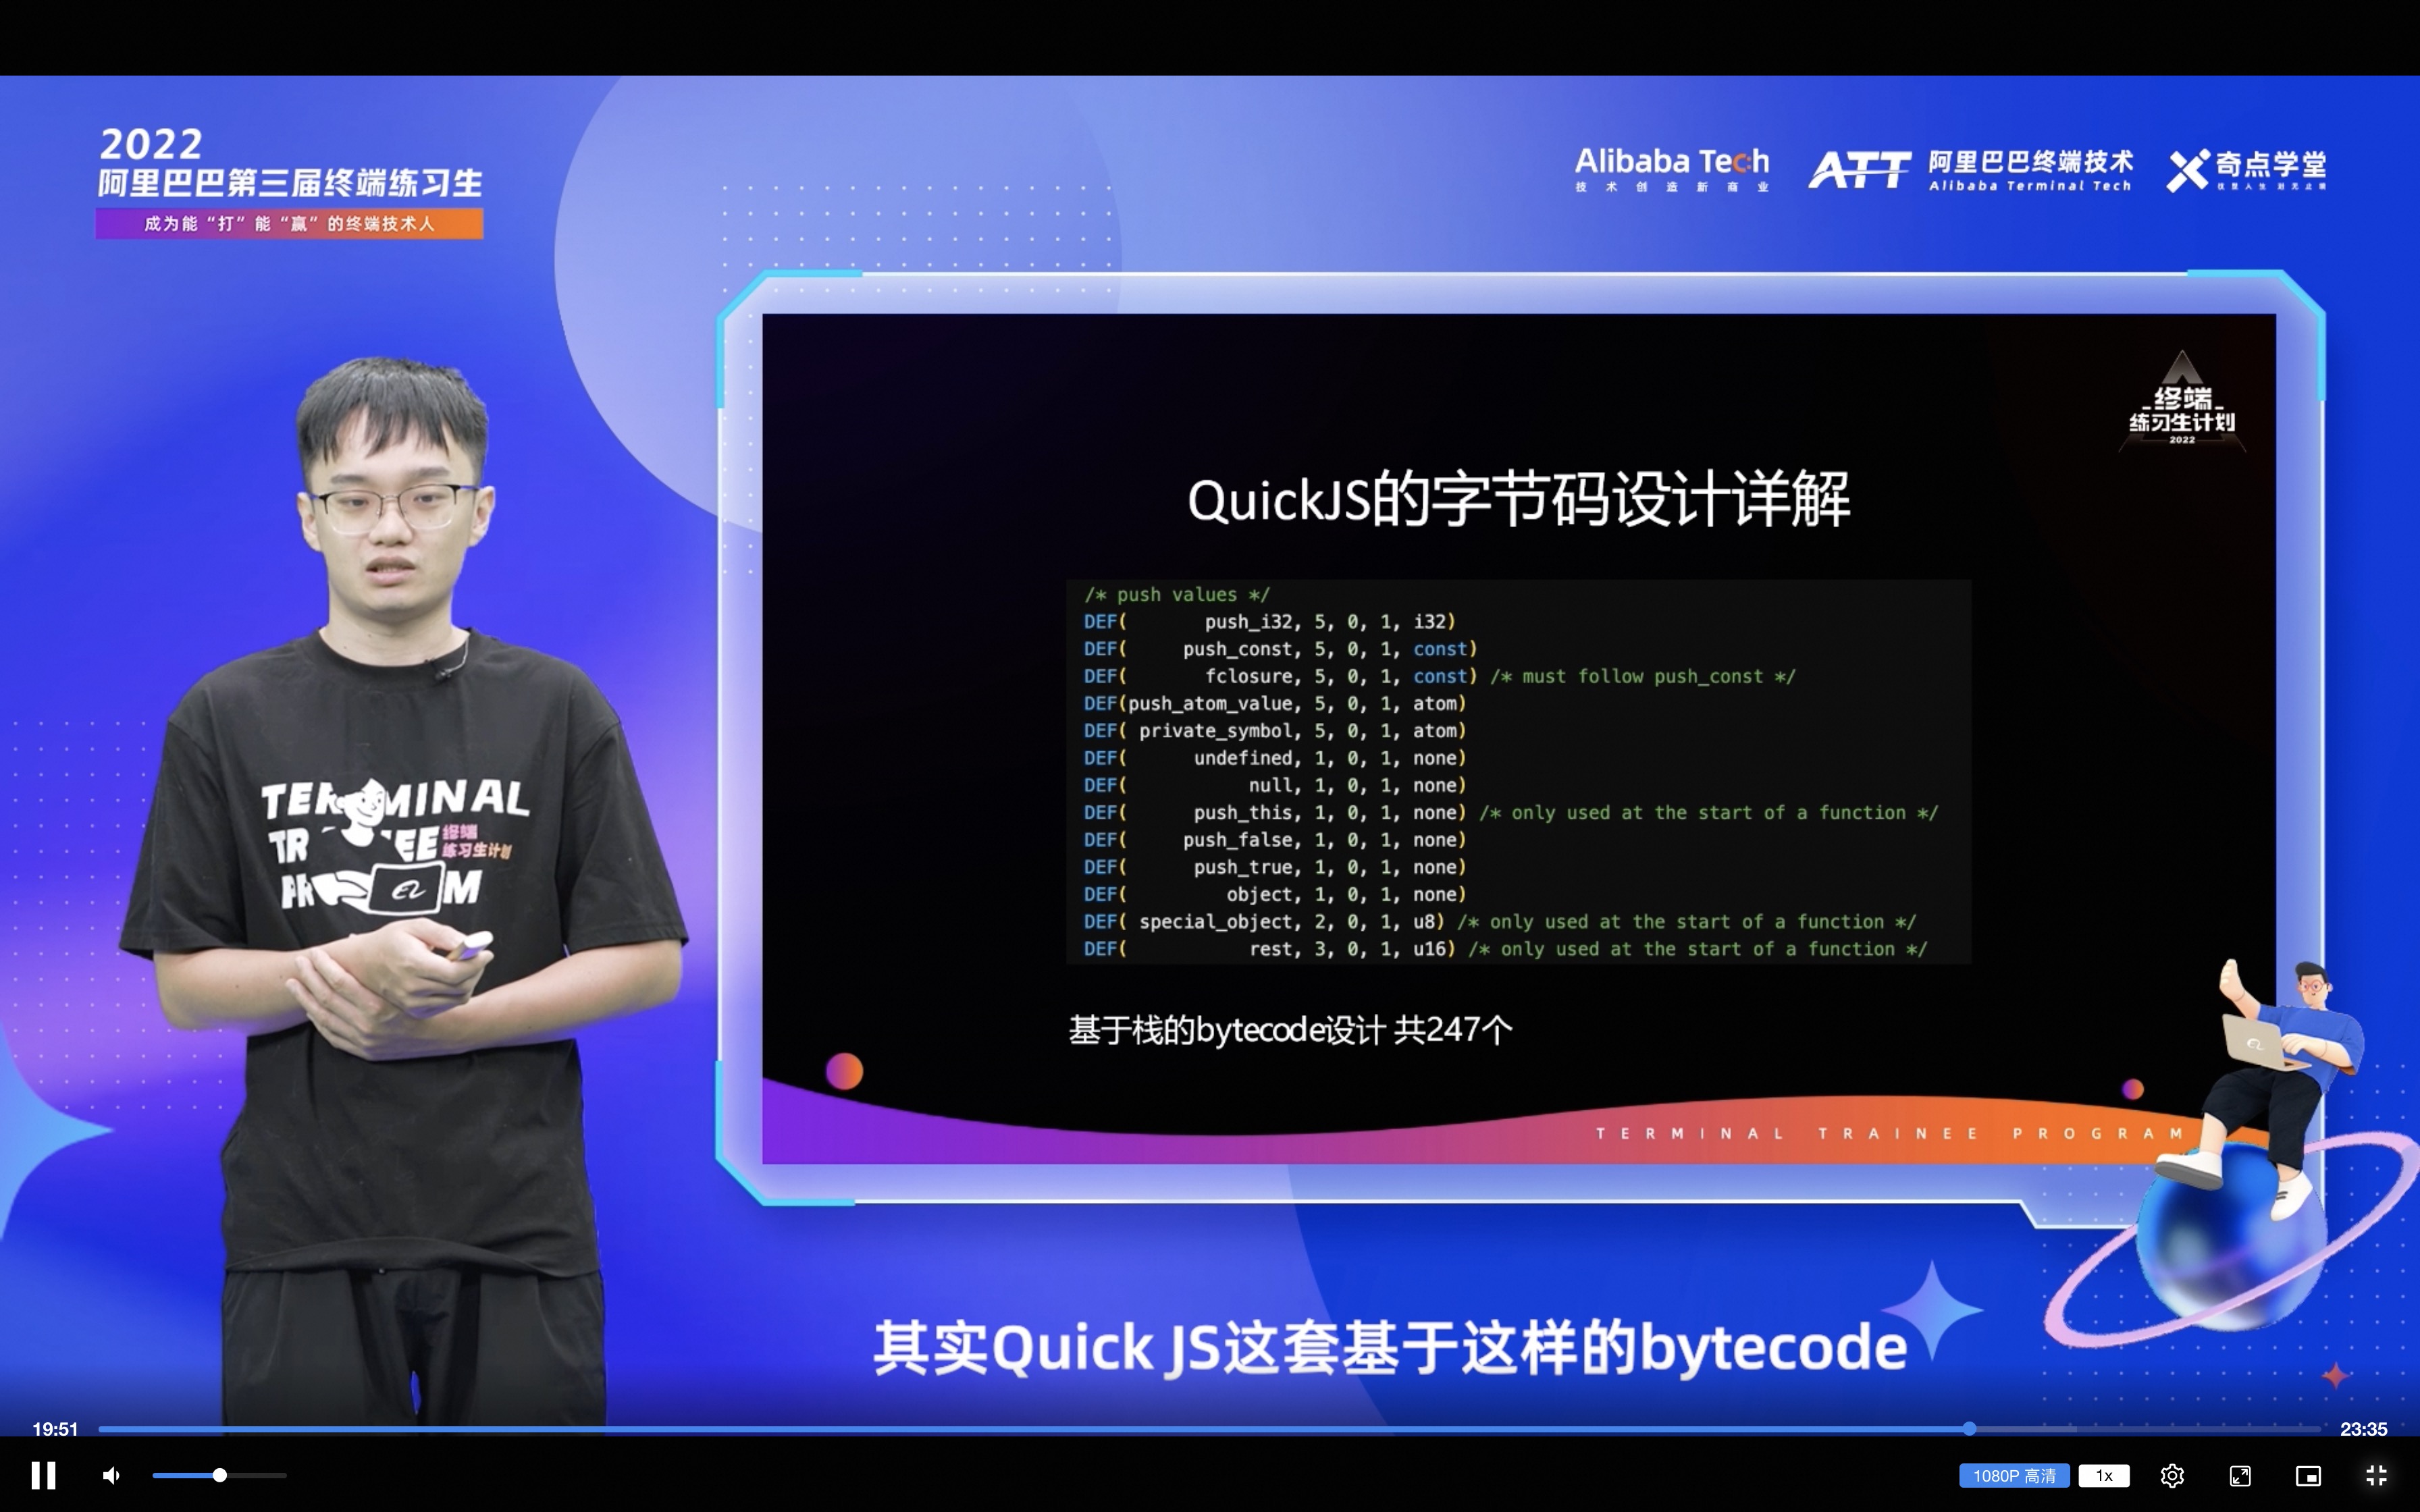 2022
阿里巴巴第三届终端练习生
成为能“打”能“赢”的终端技术人
Alibaba Tech
技术创造新商业
ATT 阿里巴巴终端技术
Alibaba Terminal Tech
奇点学堂
终端
练习生计划
2022
QuickJS的字节码设计详解
/* push values */
DEF( push_i32, 5, 0, 1, i32)
DEF( push_const, 5, 0, 1, const)
DEF( fclosure, 5, 0, 1, const) /* must follow push_const */
DEF(push_atom_value, 5, 0, 1, atom)
DEF( private_symbol, 5, 0, 1, atom)
DEF( undefined, 1, 0, 1, none)
DEF( null, 1, 0, 1, none)
DEF( push_this, 1, 0, 1, none) /* only used at the start of a function */
DEF( push_false, 1, 0, 1, none)
DEF( push_true, 1, 0, 1, none)
DEF( object, 1, 0, 1, none)
DEF( special_object, 2, 0, 1, u8) /* only used at the start of a function */
DEF( rest, 3, 0, 1, u16) /* only used at the start of a function */
基于栈的bytecode设计 共247个
TERMINAL TRAINEE PROGRAM
TERMINAL
终端
练习生计划
其实Quick JS这套基于这样的bytecode
19:51
23:35
1080P 高清
1x